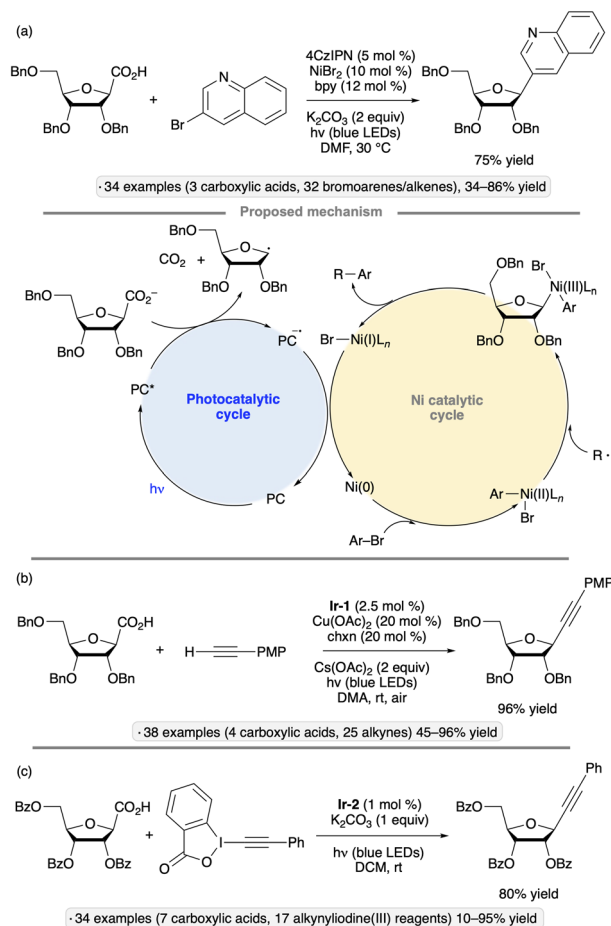 (a)
BnO
O
CO₂H
BnO
OBn
+
N
Br
4CzIPN (5 mol %)
NiBr₂ (10 mol %)
bpy (12 mol %)
K₂CO₃ (2 equiv)
hν (blue LEDs)
DMF, 30 °C
N
BnO
O
BnO
OBn
75% yield
· 34 examples (3 carboxylic acids, 32 bromoarenes/alkenes), 34–86% yield
Proposed mechanism
CO₂ +
BnO
O
·
BnO
OBn
BnO
O
CO₂⁻
BnO
OBn
PC⁻•
PC*
Photocatalytic
cycle
hν
PC
R–Ar
Br–Ni(I)Lₙ
BnO
O
Br
Ni(III)Lₙ
Ar
BnO
OBn
Ni catalytic
cycle
R ·
Ni(0)
Ar–Ni(II)Lₙ
Br
Ar–Br
(b)
BnO
O
CO₂H
BnO
OBn
+
H
PMP
Ir-1 (2.5 mol %)
Cu(OAc)₂ (20 mol %)
chxn (20 mol %)
Cs(OAc)₂ (2 equiv)
hν (blue LEDs)
DMA, rt, air
PMP
BnO
O
BnO
OBn
96% yield
· 38 examples (4 carboxylic acids, 25 alkynes) 45–96% yield
(c)
BzO
O
CO₂H
BzO
OBz
+
I
Ph
O
O
Ir-2 (1 mol %)
K₂CO₃ (1 equiv)
hν (blue LEDs)
DCM, rt
Ph
BzO
O
BzO
OBz
80% yield
· 34 examples (7 carboxylic acids, 17 alkynyliodine(III) reagents) 10–95% yield